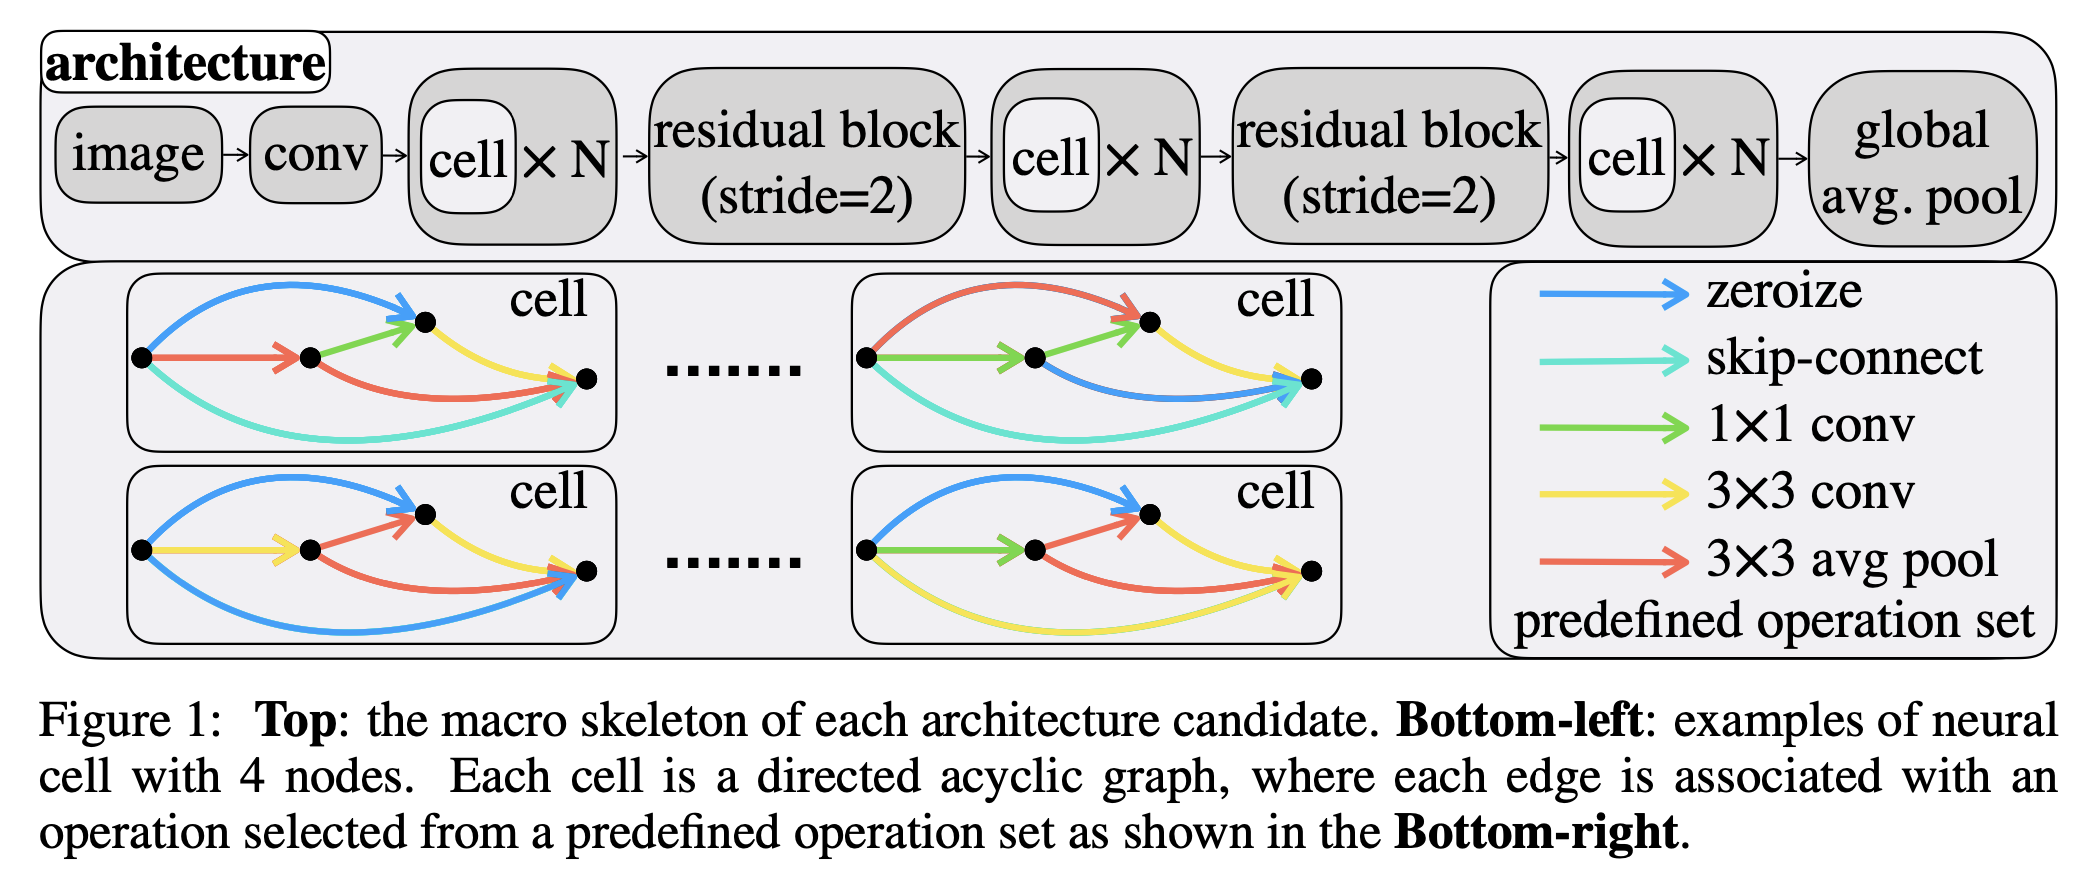 architecture
image
conv
cell × N
residual block
(stride=2)
cell × N
residual block
(stride=2)
cell × N
global
avg. pool
cell
.......
cell
cell
.......
cell
zeroize
skip-connect
1×1 conv
3×3 conv
3×3 avg pool
predefined operation set
Figure 1: Top: the macro skeleton of each architecture candidate. Bottom-left: examples of neural
cell with 4 nodes. Each cell is a directed acyclic graph, where each edge is associated with an
operation selected from a predefined operation set as shown in the Bottom-right.